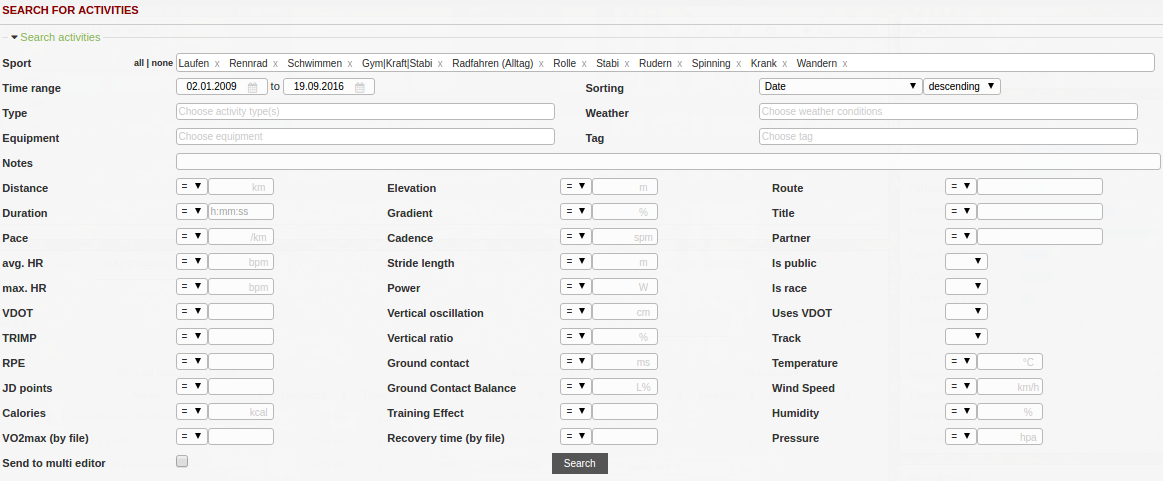 SEARCH FOR ACTIVITIES
Search activities
Sport all | none Laufen x Rennrad x Schwimmen x Gym|Kraft|Stabi x Radfahren (Alltag) x Rolle x Stabi x Rudern x Spinning x Krank x Wandern x
Time range 02.01.2009 to 19.09.2016 Sorting Date descending
Type Choose activity type(s) Weather Choose weather conditions
Equipment Choose equipment Tag Choose tag
Notes
Distance = km Elevation = m Route =
Duration = h:mm:ss Gradient = % Title =
Pace = /km Cadence = spm Partner =
avg. HR = bpm Stride length = m Is public
max. HR = bpm Power = W Is race
VDOT = Vertical oscillation = cm Uses VDOT
TRIMP = Vertical ratio = % Track
RPE = Ground contact = ms Temperature = °C
JD points = Ground Contact Balance = L% Wind Speed = km/h
Calories = kcal Training Effect = Humidity = %
VO2max (by file) = Recovery time (by file) = Pressure = hpa
Send to multi editor Search